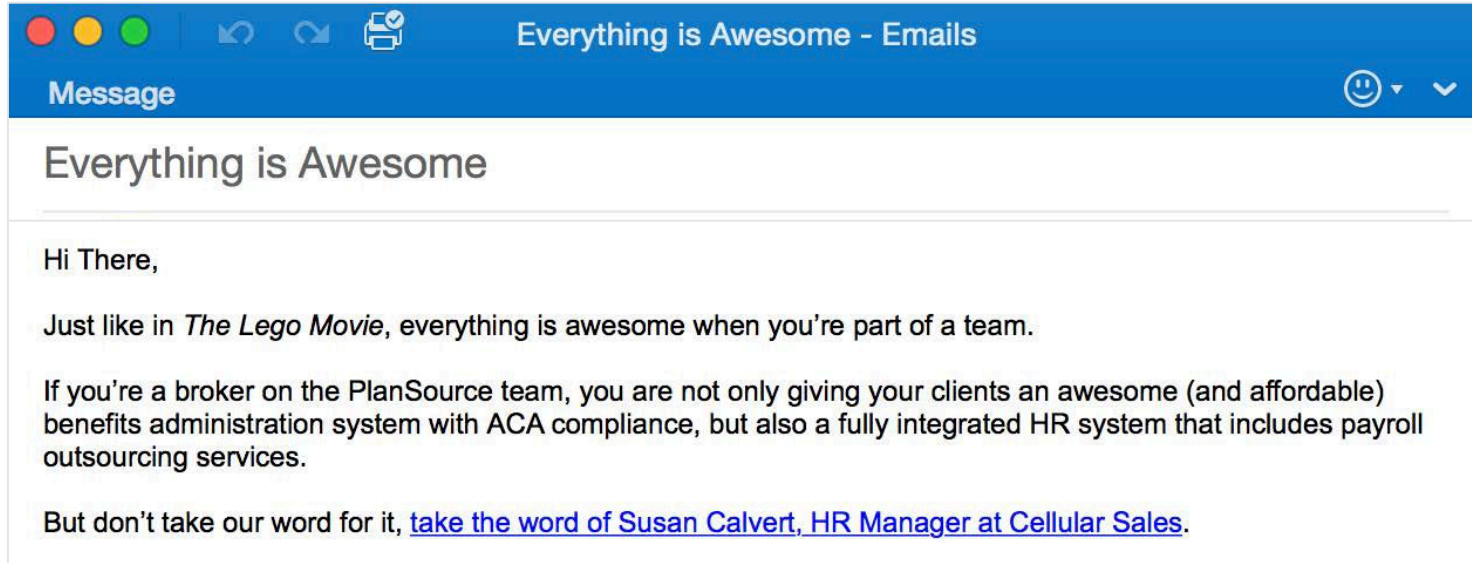 Everything is Awesome - Emails
Message
Everything is Awesome
Hi There,
Just like in The Lego Movie, everything is awesome when you’re part of a team.
If you’re a broker on the PlanSource team, you are not only giving your clients an awesome (and affordable)
benefits administration system with ACA compliance, but also a fully integrated HR system that includes payroll
outsourcing services.
But don’t take our word for it, take the word of Susan Calvert, HR Manager at Cellular Sales.